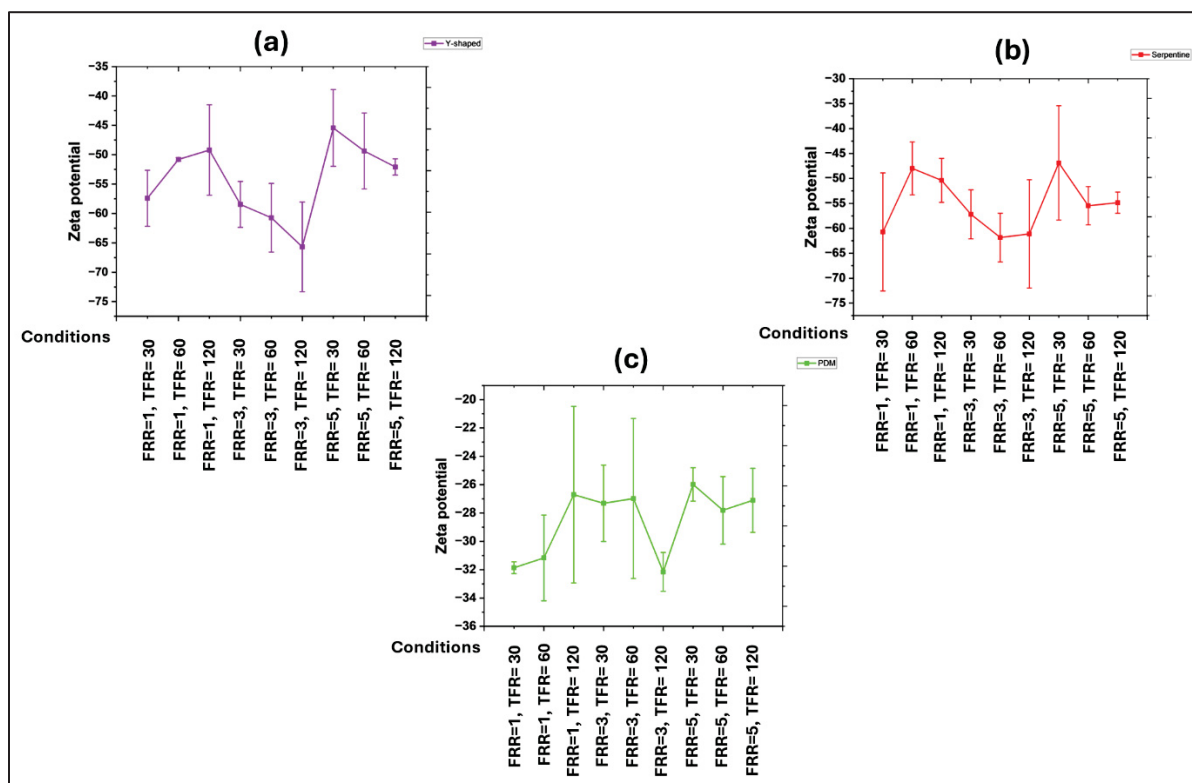 (a)
Y-shaped
−35
−40
−45
−50
−55
−60
−65
−70
−75
Zeta potential
Conditions
FRR=1, TFR= 30
FRR=1, TFR= 60
FRR=1, TFR= 120
FRR=3, TFR= 30
FRR=3, TFR= 60
FRR=3, TFR= 120
FRR=5, TFR= 30
FRR=5, TFR= 60
FRR=5, TFR= 120
(b)
Serpentine
−30
−35
−40
−45
−50
−55
−60
−65
−70
−75
Zeta potential
Conditions
FRR=1, TFR= 30
FRR=1, TFR= 60
FRR=1, TFR= 120
FRR=3, TFR= 30
FRR=3, TFR= 60
FRR=3, TFR= 120
FRR=5, TFR= 30
FRR=5, TFR= 60
FRR=5, TFR= 120
(c)
PDM
−20
−22
−24
−26
−28
−30
−32
−34
−36
Zeta potential
Conditions
FRR=1, TFR= 30
FRR=1, TFR= 60
FRR=1, TFR= 120
FRR=3, TFR= 30
FRR=3, TFR= 60
FRR=3, TFR= 120
FRR=5, TFR= 30
FRR=5, TFR= 60
FRR=5, TFR= 120